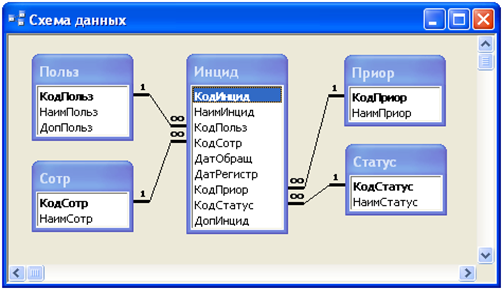 Схема данных
Польз
КодПольз
НаимПольз
ДопПольз
Сотр
КодСотр
НаимСотр
Инцид
КодИнцид
НаимИнцид
КодПольз
КодСотр
ДатОбращ
ДатРегистр
КодПриор
КодСтатус
ДопИнцид
Приор
КодПриор
НаимПриор
Статус
КодСтатус
НаимСтатус
1
∞
∞
1
1
∞
∞
1